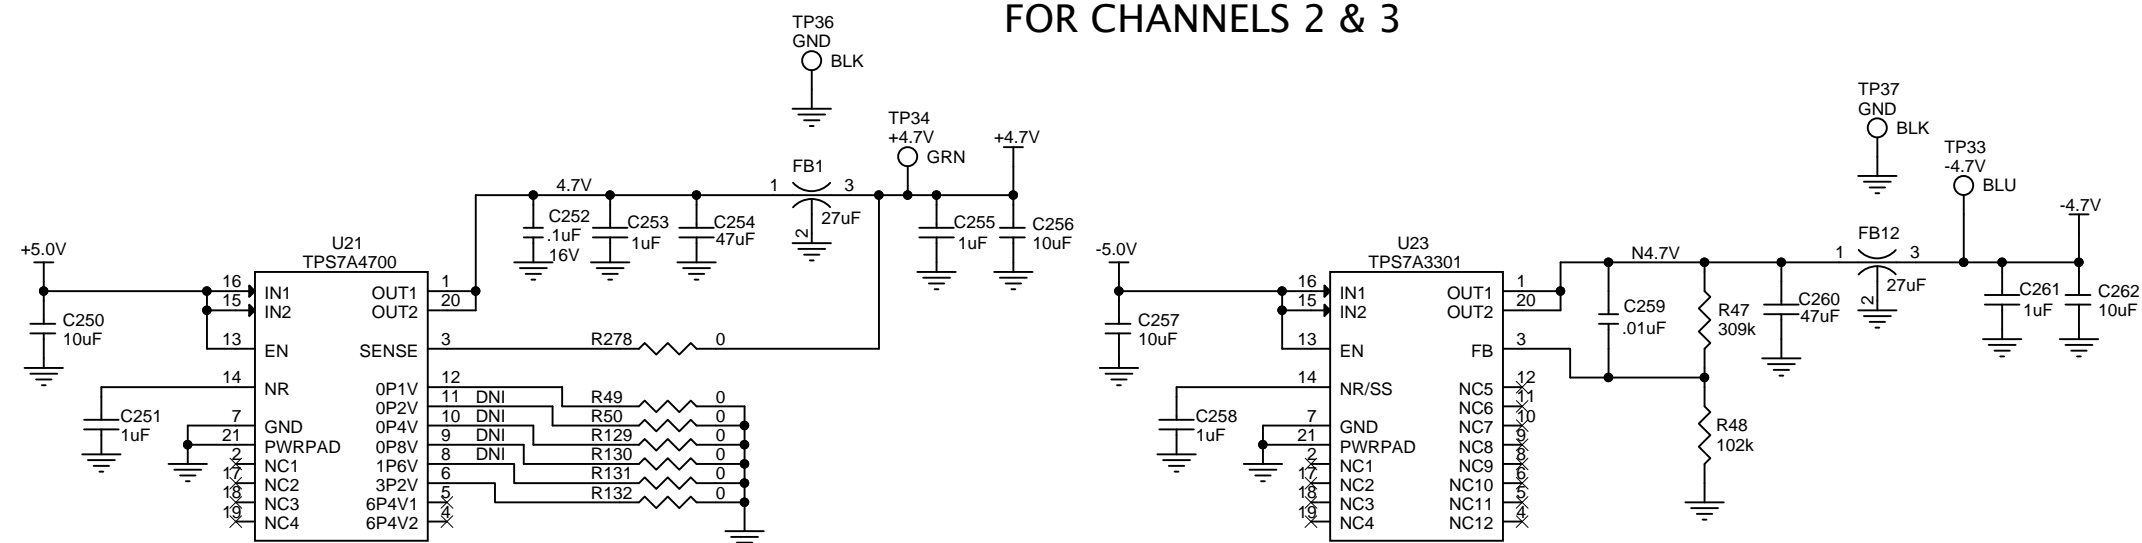 FOR CHANNELS 2 & 3
TP36
GND
BLK
TP34
+4.7V
GRN
+4.7V
FB1
1
3
2
27uF
4.7V
C252
.1uF
16V
C253
1uF
C254
47uF
C255
1uF
C256
10uF
+5.0V
C250
10uF
C251
1uF
U21
TPS7A4700
16 IN1
15 IN2
13 EN
14 NR
7 GND
21 PWRPAD
2 NC1
17 NC2
18 NC3
19 NC4
OUT1 1
OUT2 20
SENSE 3
0P1V 12
0P2V 11 DNI
0P4V 10 DNI
0P8V 9 DNI
1P6V 8 DNI
3P2V 6
6P4V1 5
6P4V2 4
R278 0
R49 0
R50 0
R129 0
R130 0
R131 0
R132 0
TP37
GND
BLK
TP33
-4.7V
BLU
-4.7V
FB12
1
3
2
27uF
N4.7V
C259
.01uF
R47
309k
C260
47uF
C261
1uF
C262
10uF
R48
102k
-5.0V
C257
10uF
C258
1uF
U23
TPS7A3301
16 IN1
15 IN2
13 EN
14 NR/SS
7 GND
21 PWRPAD
2 NC1
17 NC2
18 NC3
19 NC4
OUT1 1
OUT2 20
FB 3
NC5 12
NC6 11
NC7 10
NC8 9
NC9 8
NC10 6
NC11 5
NC12 4